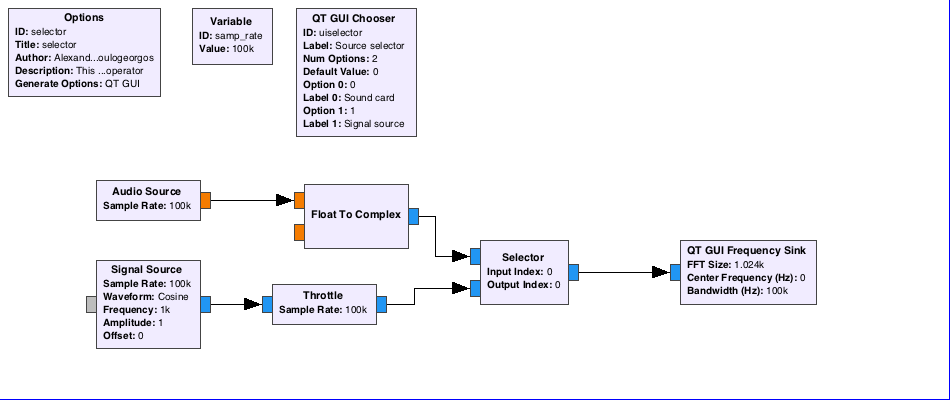 Options
ID: selector
Title: selector
Author: Alexand...oulogeorgos
Description: This ...operator
Generate Options: QT GUI
Variable
ID: samp_rate
Value: 100k
QT GUI Chooser
ID: uiselector
Label: Source selector
Num Options: 2
Default Value: 0
Option 0: 0
Label 0: Sound card
Option 1: 1
Label 1: Signal source
Audio Source
Sample Rate: 100k
Float To Complex
Signal Source
Sample Rate: 100k
Waveform: Cosine
Frequency: 1k
Amplitude: 1
Offset: 0
Throttle
Sample Rate: 100k
Selector
Input Index: 0
Output Index: 0
QT GUI Frequency Sink
FFT Size: 1.024k
Center Frequency (Hz): 0
Bandwidth (Hz): 100k